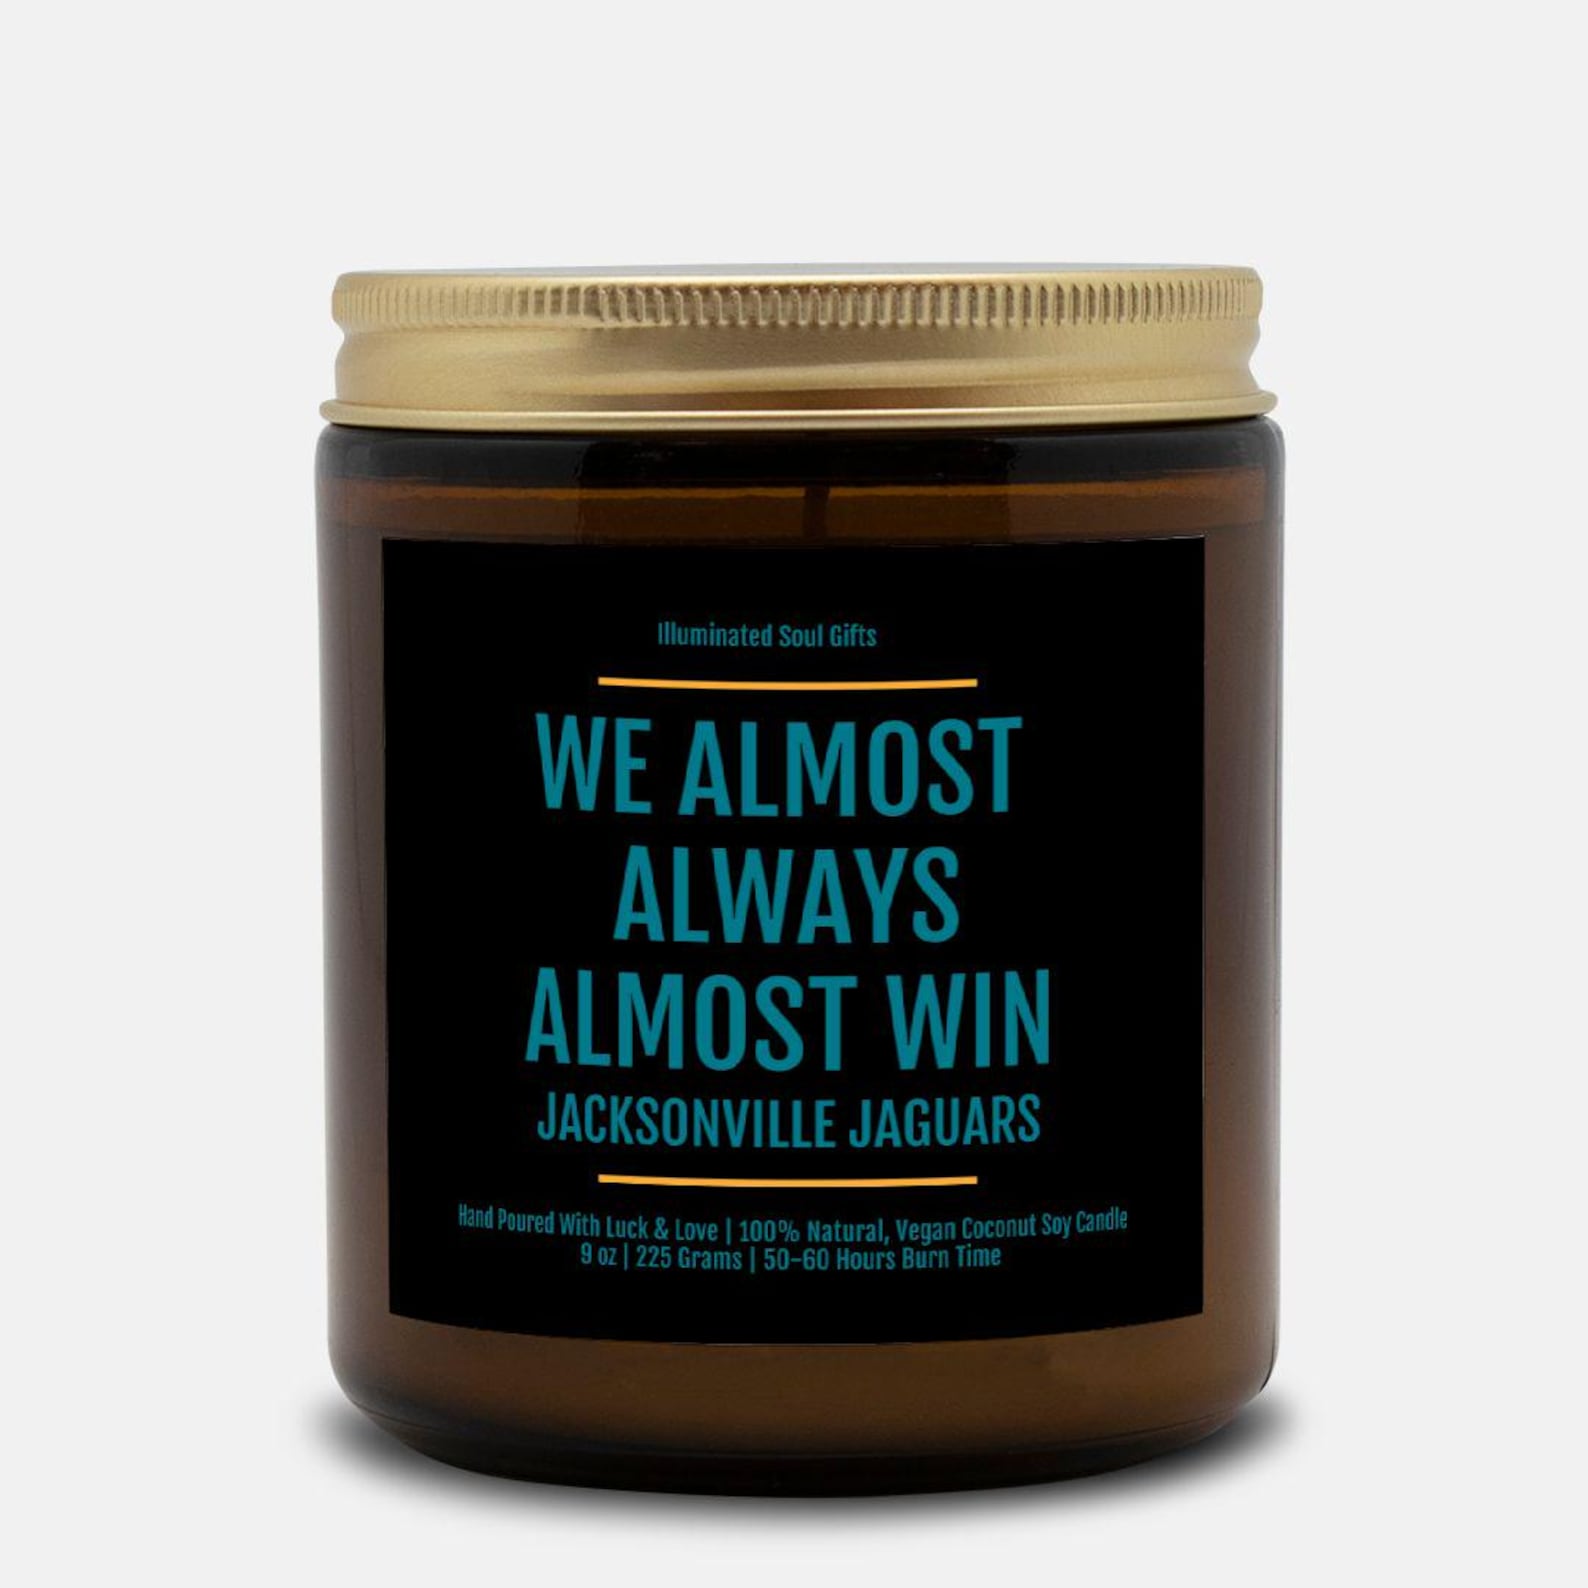 Illuminated Soul Gifts
WE ALMOST
ALWAYS
ALMOST WIN
JACKSONVILLE JAGUARS
Hand Poured With Luck & Love | 100% Natural, Vegan Coconut Soy Candle
9 oz | 225 Grams | 50-60 Hours Burn Time